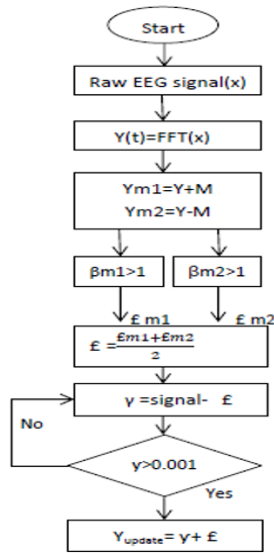 Start
Raw EEG signal(x)
Y(t)=FFT(x)
Ym1=Y+M
Ym2=Y-M
βm1>1 βm2>1
£ m1 £ m2
£ =£m1+£m2/2
y =signal- £
No
y>0.001
Yes
Yupdate= y+ £